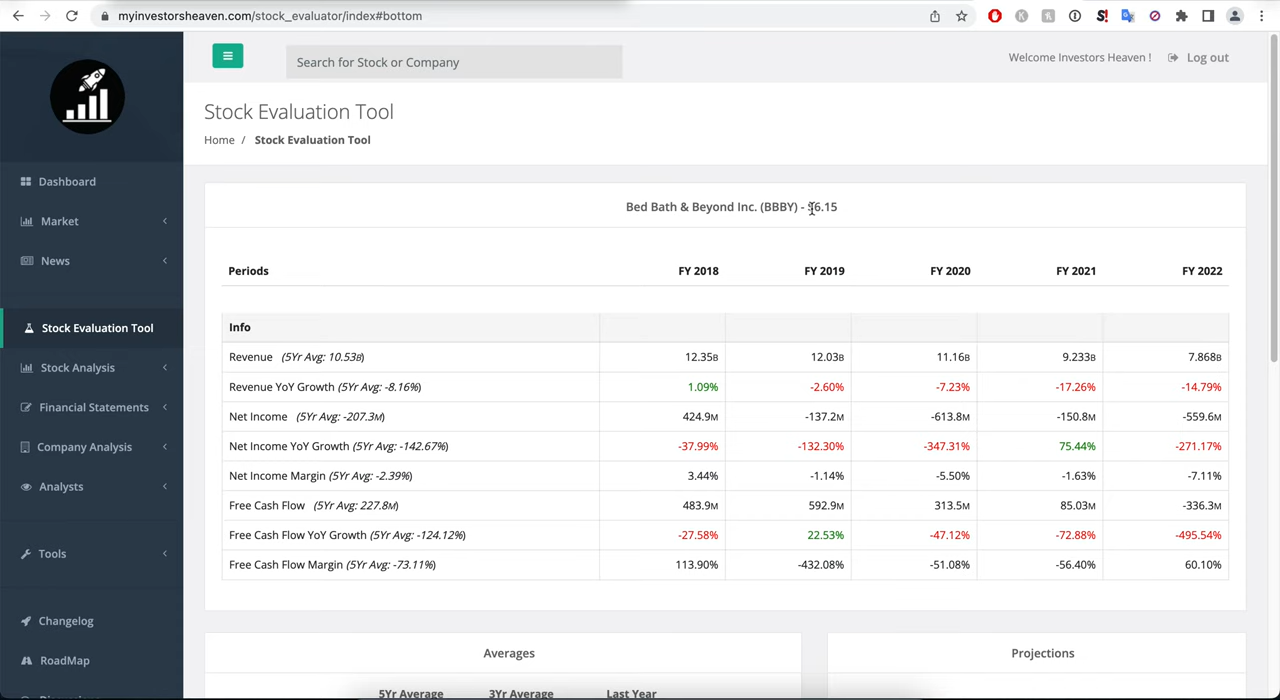 myinvestorsheaven.com/stock_evaluator/index#bottom
Search for Stock or Company
Welcome Investors Heaven !
Log out
Stock Evaluation Tool
Home / Stock Evaluation Tool
Dashboard
Market
News
Stock Evaluation Tool
Stock Analysis
Financial Statements
Company Analysis
Analysts
Tools
Changelog
RoadMap
Bed Bath & Beyond Inc. (BBBY) - $6.15
Periods FY 2018 FY 2019 FY 2020 FY 2021 FY 2022
Info
Revenue (5Yr Avg: 10.53B) 12.35B 12.03B 11.16B 9.233B 7.868B
Revenue YoY Growth (5Yr Avg: -8.16%) 1.09% -2.60% -7.23% -17.26% -14.79%
Net Income (5Yr Avg: -207.3M) 424.9M -137.2M -613.8M -150.8M -559.6M
Net Income YoY Growth (5Yr Avg: -142.67%) -37.99% -132.30% -347.31% 75.44% -271.17%
Net Income Margin (5Yr Avg: -2.39%) 3.44% -1.14% -5.50% -1.63% -7.11%
Free Cash Flow (5Yr Avg: 227.8M) 483.9M 592.9M 313.5M 85.03M -336.3M
Free Cash Flow YoY Growth (5Yr Avg: -124.12%) -27.58% 22.53% -47.12% -72.88% -495.54%
Free Cash Flow Margin (5Yr Avg: -73.11%) 113.90% -432.08% -51.08% -56.40% 60.10%
Averages
5Yr Average 3Yr Average Last Year
Projections